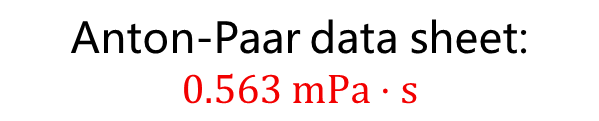 Anton-Paar data sheet:
0.563 mPa · s